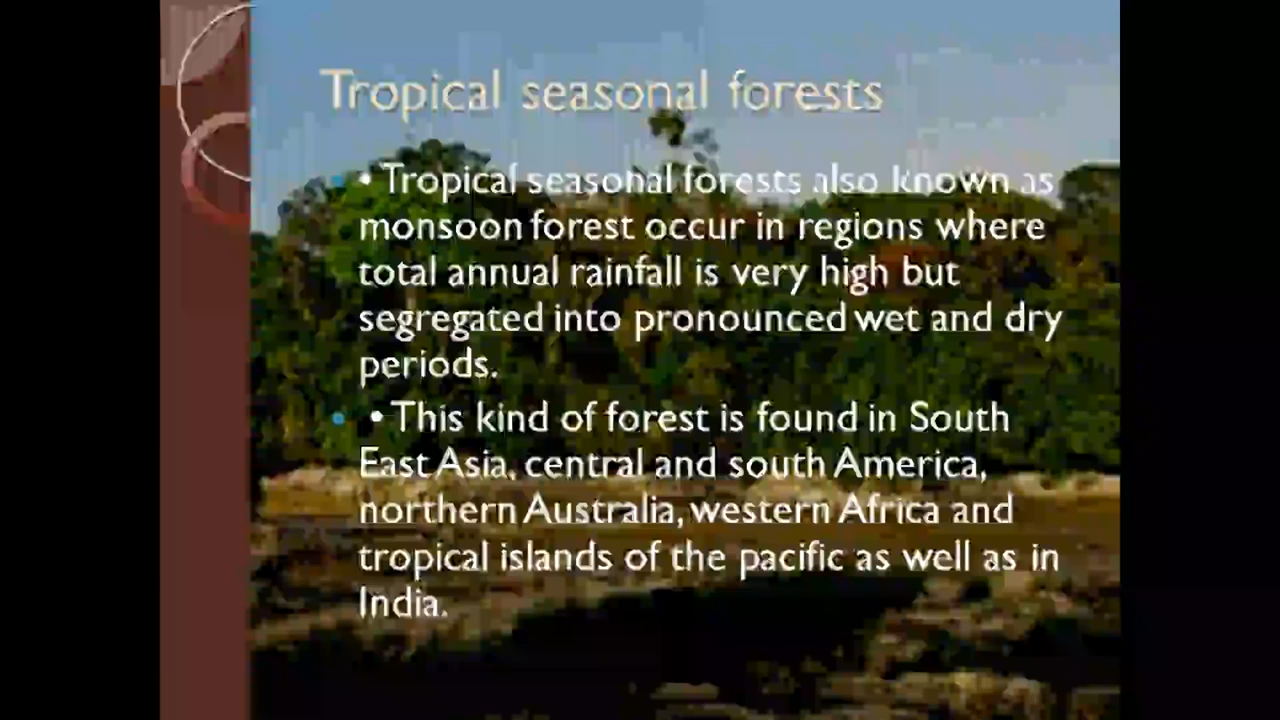 Tropical seasonal forests
• • Tropical seasonal forests also known as
monsoon forest occur in regions where
total annual rainfall is very high but
segregated into pronounced wet and dry
periods.
• • This kind of forest is found in South
East Asia, central and south America,
northern Australia, western Africa and
tropical islands of the pacific as well as in
India.